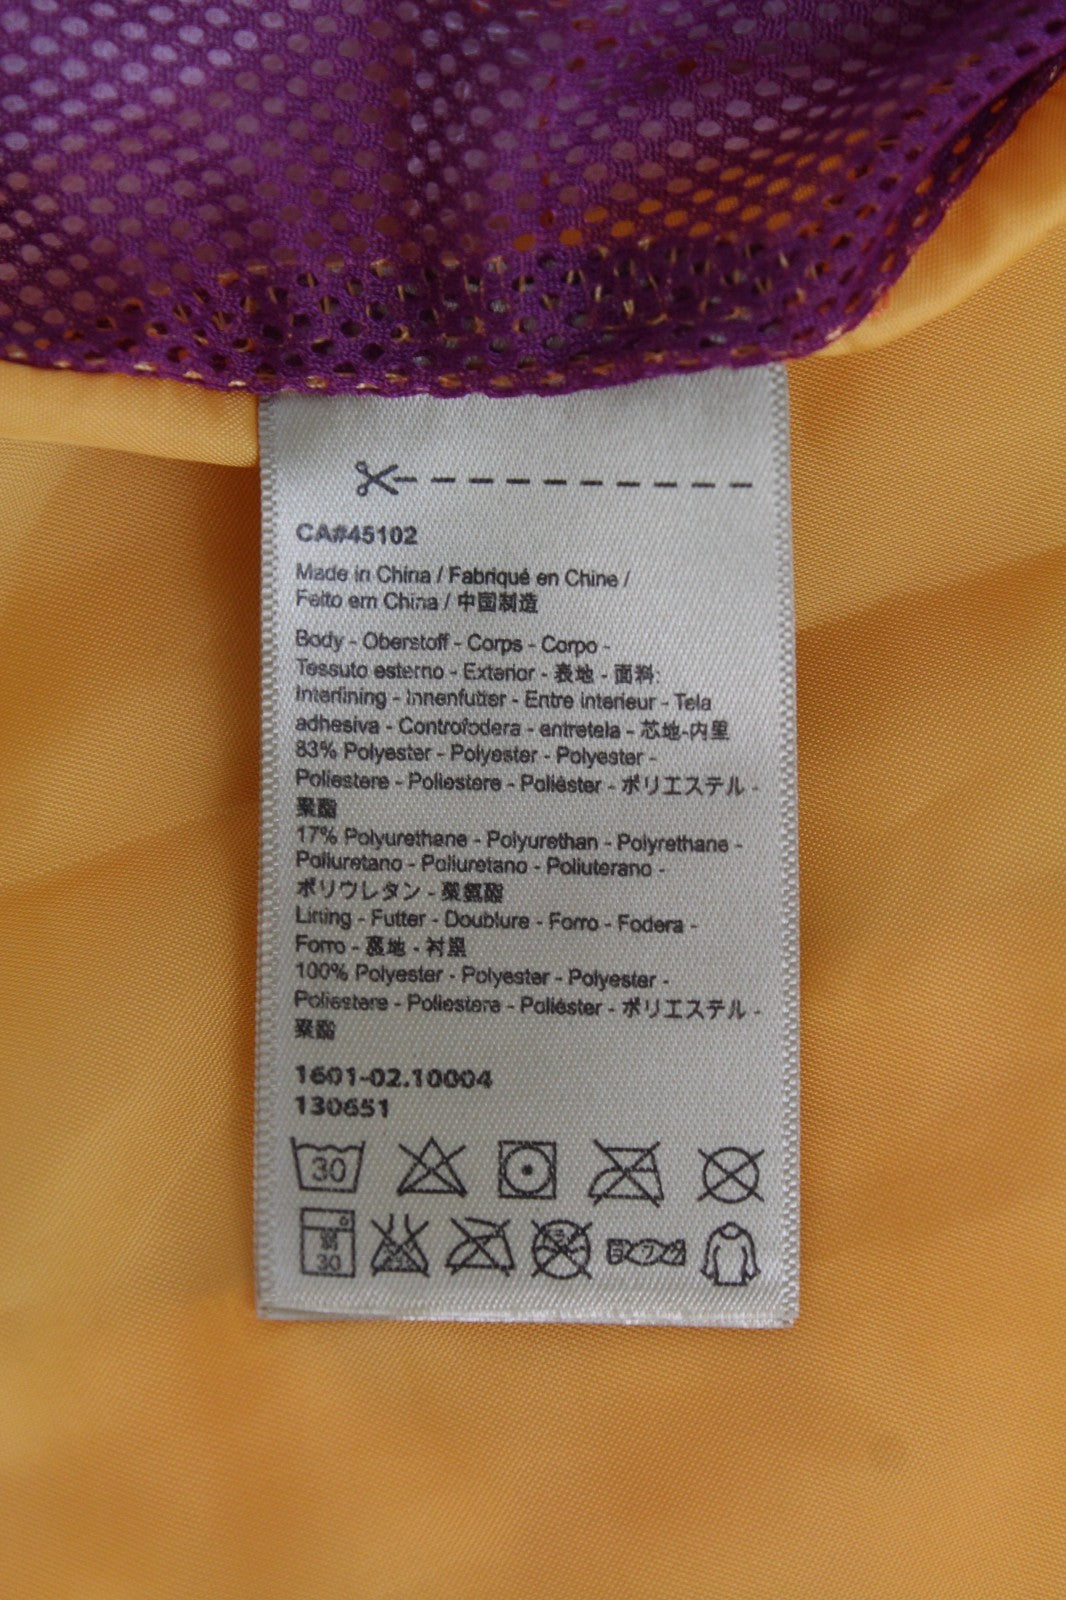 CA#45102
Made in China / Fabriqué en Chine /
Feito em China / 中国制造
Body - Oberstoff - Corps - Corpo -
Tessuto esterno - Exterior - 表地 - 面料:
Interlining - Innenfutter - Entre interieur - Tela
adhesiva - Controfodera - entretela - 芯地-内里
83% Polyester - Polyester - Polyester -
Poliestere - Poliestere - Poliéster - ポリエステル -
聚酯
17% Polyurethane - Polyurethan - Polyrethane -
Poliuretano - Poliuretano - Poliuterano -
ポリウレタン - 聚氨酯
Lining - Futter - Doublure - Forro - Fodera -
Forro - 裏地 - 衬里
100% Polyester - Polyester - Polyester -
Poliestere - Poliestere - Poliéster - ポリエステル -
聚酯
1601-02.10004
130651
30
弱
30